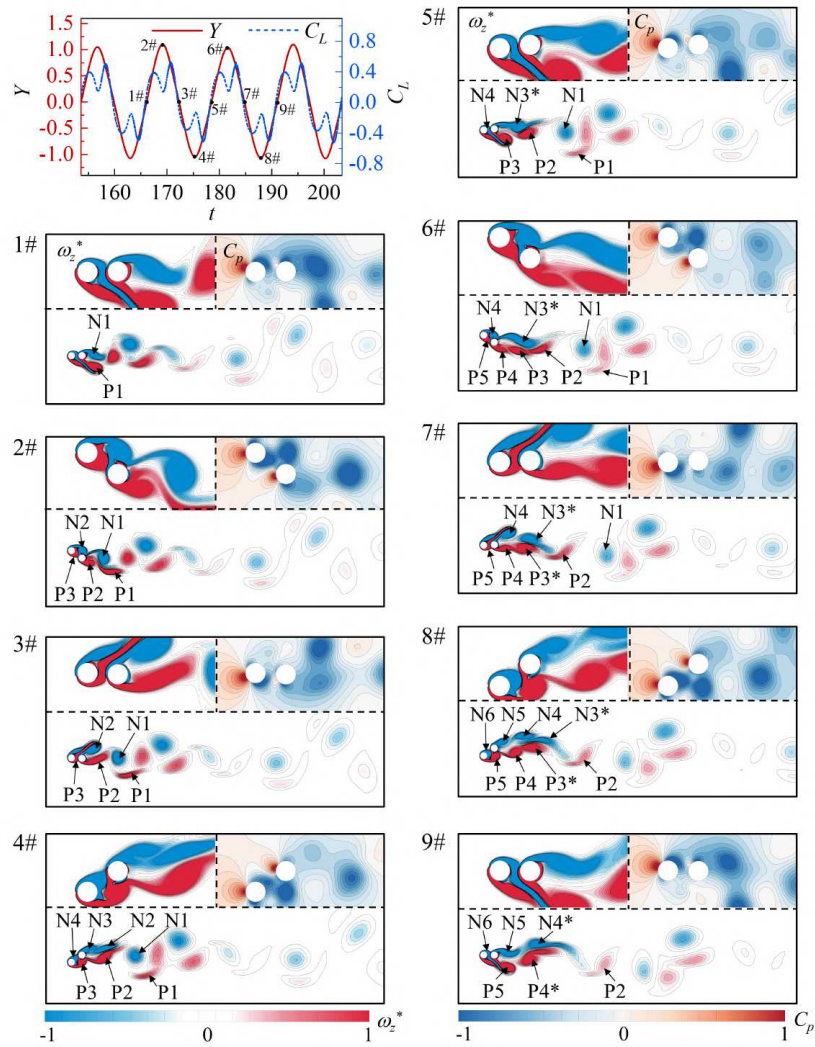 Y C_L
1.0
0.5
0.0
-0.5
-1.0
Y
0.8
0.4
0.0
-0.4
-0.8
C_L
2# 6#
1# 3# 5# 7# 9#
4# 8#
160 170 180 190 200
t
1#
ω_z* C_p
N1
P1
2#
N2 N1
P3 P2 P1
3#
N2 N1
P3 P2 P1
4#
N4 N3 N2 N1
P3 P2 P1
-1 0 1 ω_z*
5#
ω_z* C_p
N4 N3* N1
P3 P2 P1
6#
N4 N3* N1
P5 P4 P3 P2 P1
7#
N4 N3* N1
P5 P4 P3* P2
8#
N6 N5 N4 N3*
P5 P4 P3* P2
9#
N6 N5 N4*
P5 P4* P2
-1 0 1 C_p